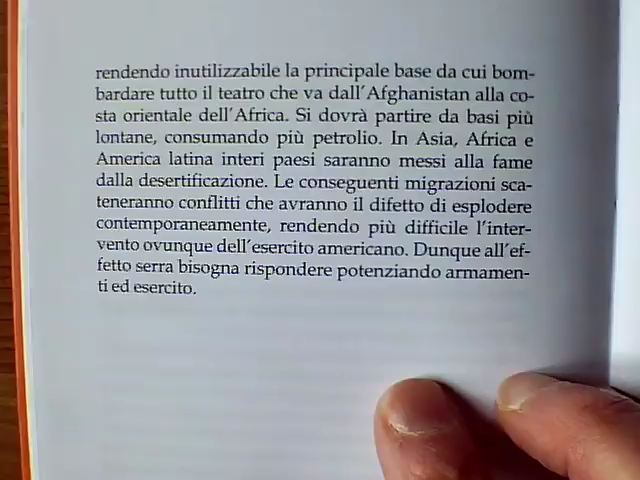 rendendo inutilizzabile la principale base da cui bom-
bardare tutto il teatro che va dall'Afghanistan alla co-
sta orientale dell'Africa. Si dovrà partire da basi più
lontane, consumando più petrolio. In Asia, Africa e
America latina interi paesi saranno messi alla fame
dalla desertificazione. Le conseguenti migrazioni sca-
teneranno conflitti che avranno il difetto di esplodere
contemporaneamente, rendendo più difficile l'inter-
vento ovunque dell'esercito americano. Dunque all'ef-
fetto serra bisogna rispondere potenziando armamen-
ti ed esercito.